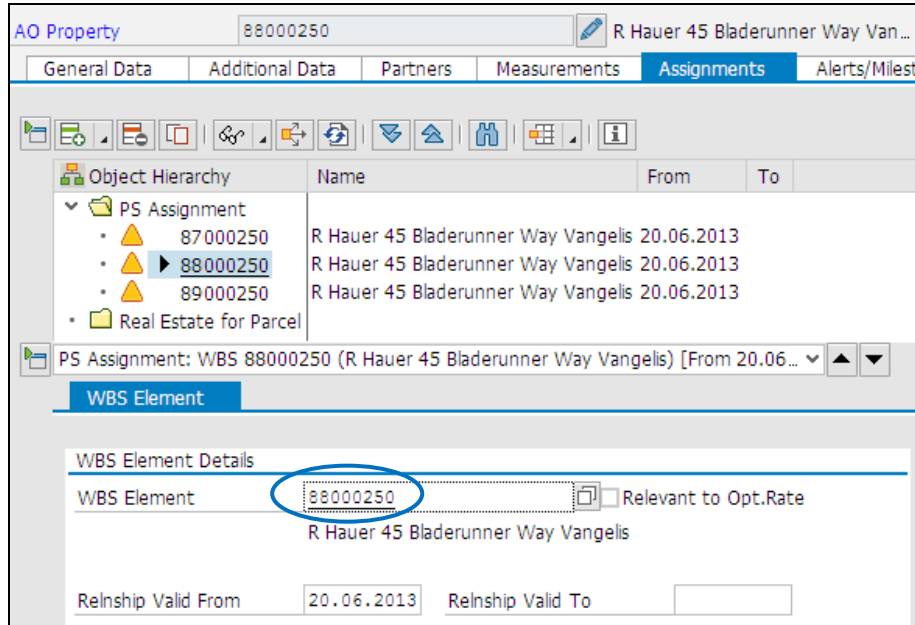 AO Property 88000250 R Hauer 45 Bladerunner Way Van...
General Data Additional Data Partners Measurements Assignments Alerts/Milest
Object Hierarchy Name From To
PS Assignment
87000250 R Hauer 45 Bladerunner Way Vangelis 20.06.2013
88000250 R Hauer 45 Bladerunner Way Vangelis 20.06.2013
89000250 R Hauer 45 Bladerunner Way Vangelis 20.06.2013
Real Estate for Parcel
PS Assignment: WBS 88000250 (R Hauer 45 Bladerunner Way Vangelis) [From 20.06...
WBS Element
WBS Element Details
WBS Element 88000250 Relevant to Opt.Rate
R Hauer 45 Bladerunner Way Vangelis
Relnship Valid From 20.06.2013 Relnship Valid To